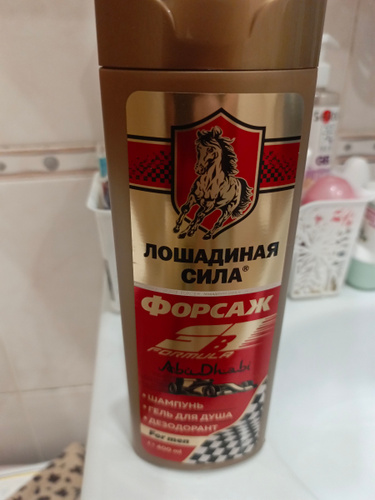 ЛОШАДИНАЯ
СИЛА®
ФОРСАЖ
FORMULA
Abu Dhabi
• ШАМПУНЬ
• ГЕЛЬ ДЛЯ ДУША
• ДЕЗОДОРАНТ
For men